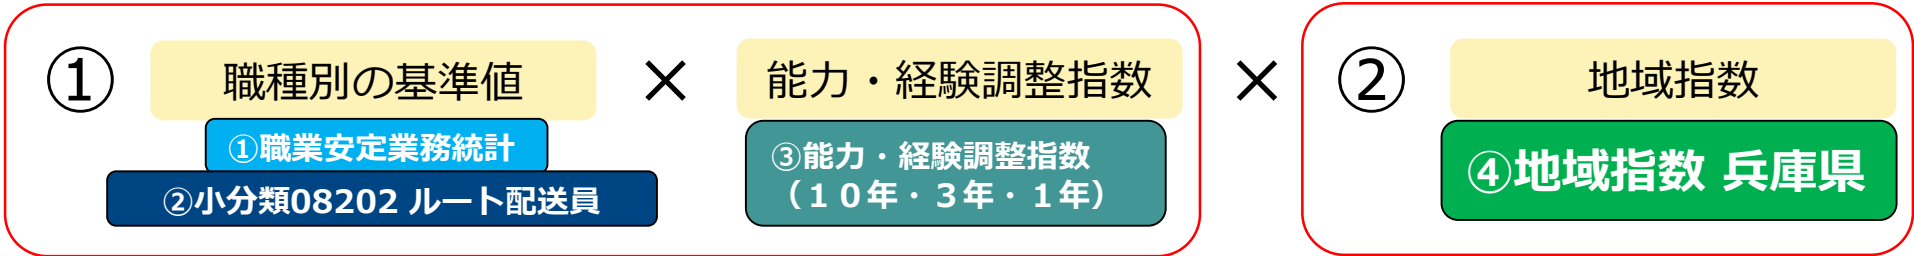 ① 職種別の基準値 × 能力・経験調整指数 × ② 地域指数
①職業安定業務統計
②小分類08202 ルート配送員
③能力・経験調整指数
（１０年・３年・１年）
④地域指数 兵庫県